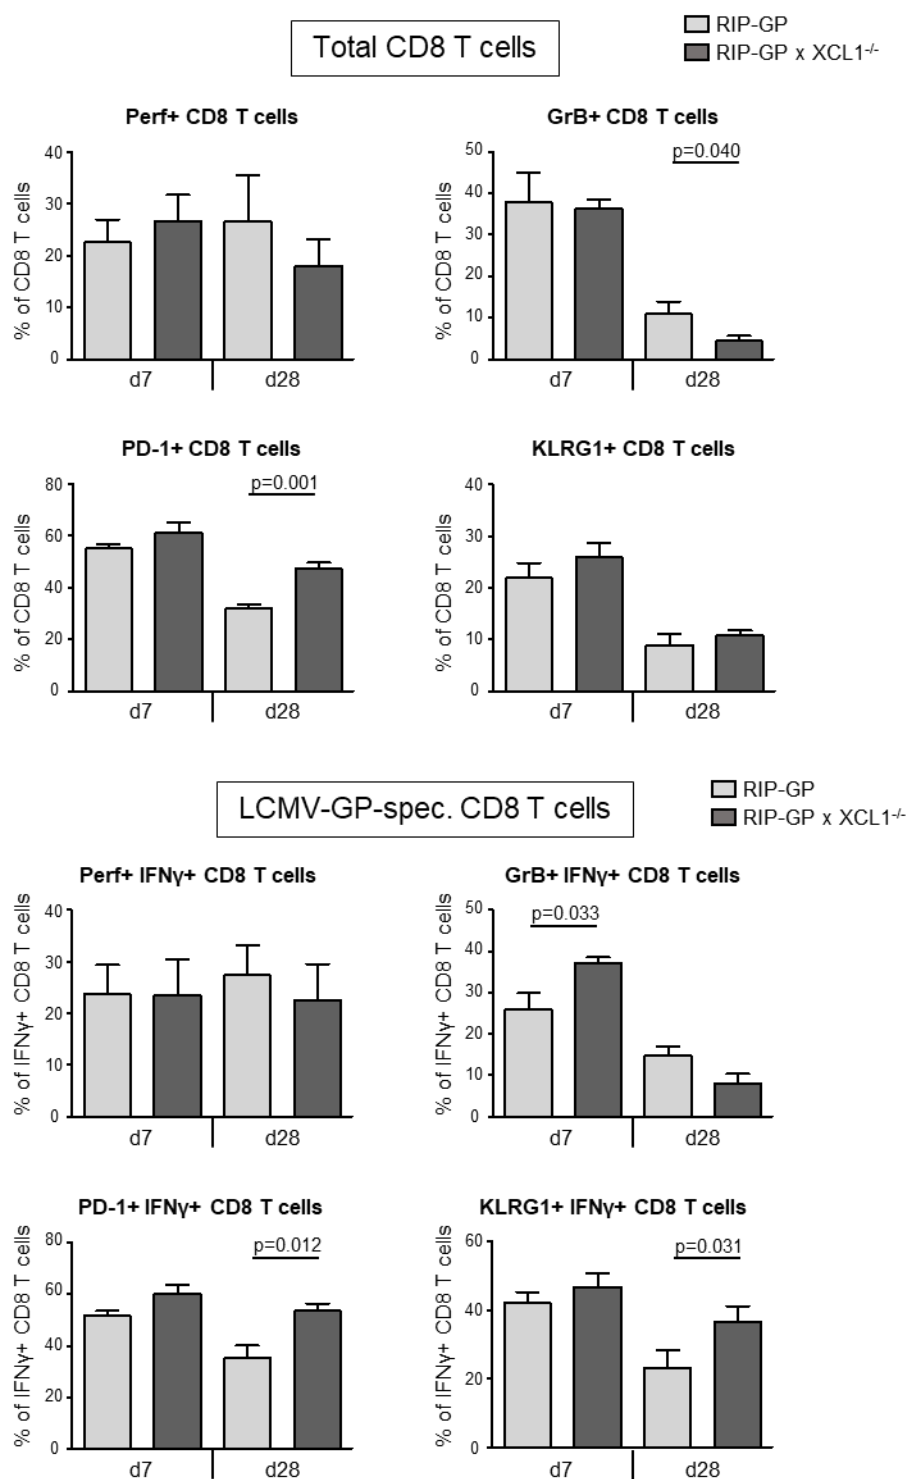 RIP-GP
RIP-GP x XCL1-/-
Total CD8 T cells
Perf+ CD8 T cells
% of CD8 T cells
40
30
20
10
0
d7
d28
GrB+ CD8 T cells
% of CD8 T cells
p=0.040
50
40
30
20
10
0
d7
d28
PD-1+ CD8 T cells
% of CD8 T cells
p=0.001
80
60
40
20
0
d7
d28
KLRG1+ CD8 T cells
% of CD8 T cells
40
30
20
10
0
d7
d28
LCMV-GP-spec. CD8 T cells
RIP-GP
RIP-GP x XCL1-/-
Perf+ IFNγ+ CD8 T cells
% of IFNγ+ CD8 T cells
40
30
20
10
0
d7
d28
GrB+ IFNγ+ CD8 T cells
% of IFNγ+ CD8 T cells
p=0.033
50
40
30
20
10
0
d7
d28
PD-1+ IFNγ+ CD8 T cells
% of IFNγ+ CD8 T cells
p=0.012
80
60
40
20
0
d7
d28
KLRG1+ IFNγ+ CD8 T cells
% of IFNγ+ CD8 T cells
p=0.031
60
40
20
0
d7
d28